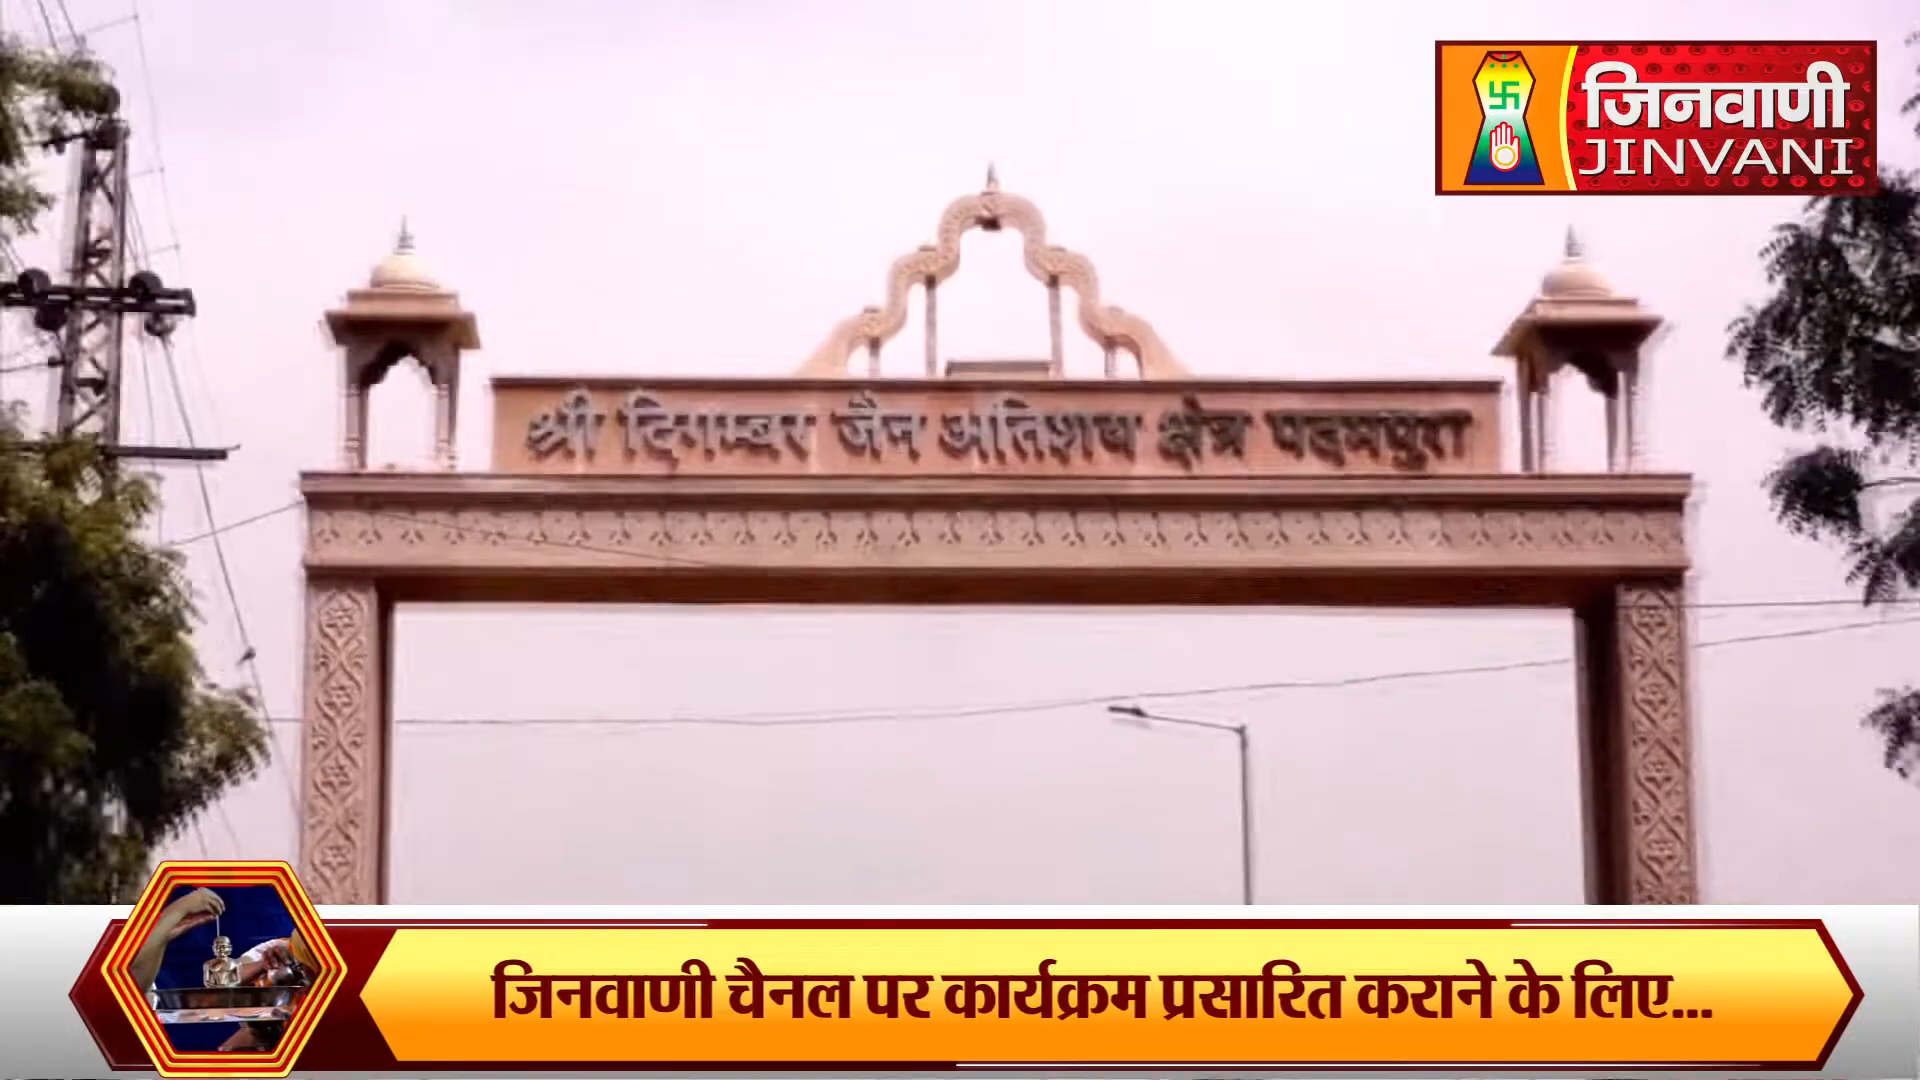 जिनवाणी
JINVANI
श्री दिगम्बर जैन अतिशय क्षेत्र पदमपुरा
जिनवाणी चैनल पर कार्यक्रम प्रसारित कराने के लिए...